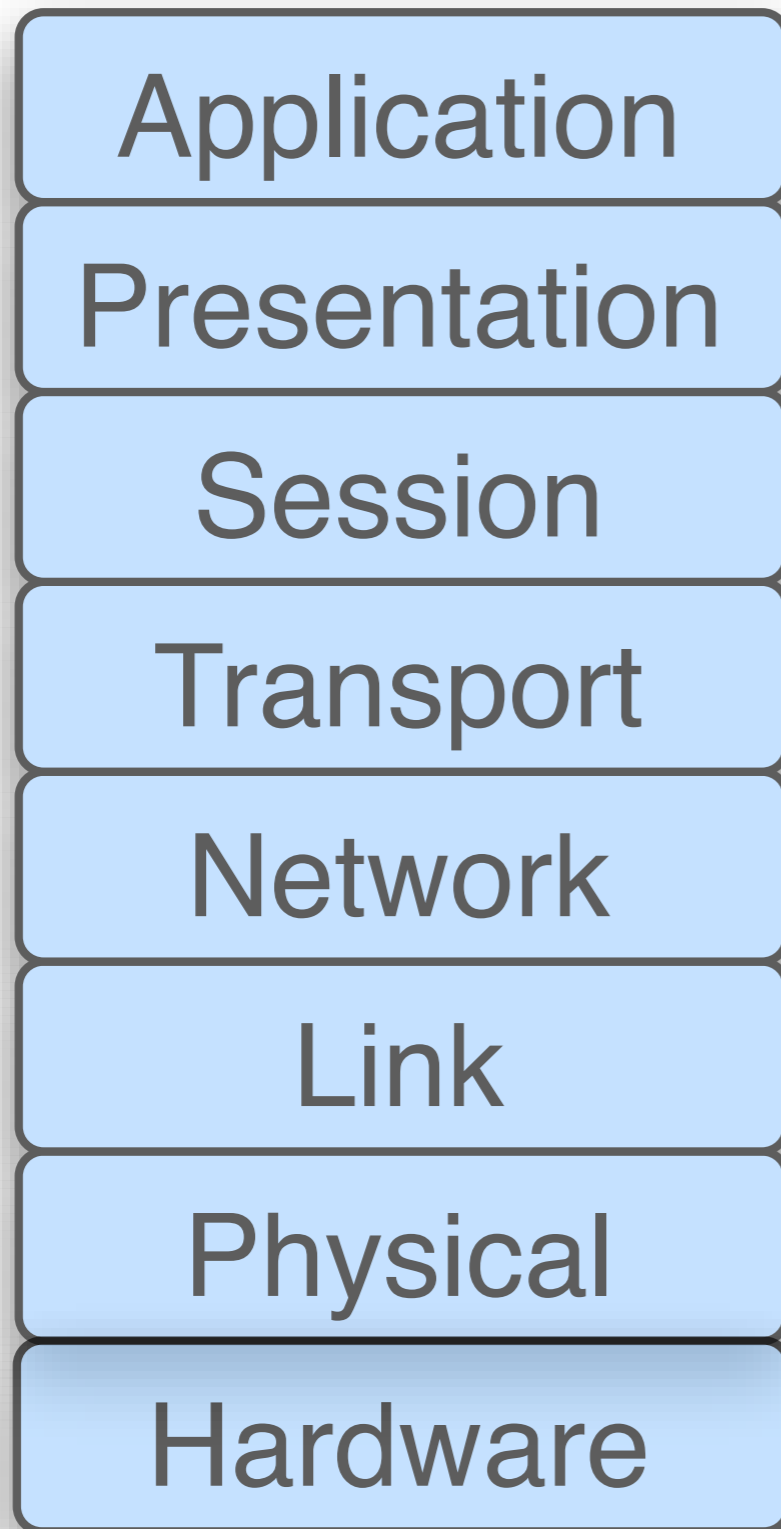 Application
Presentation
Session
Transport
Network
Link
Physical
Hardware